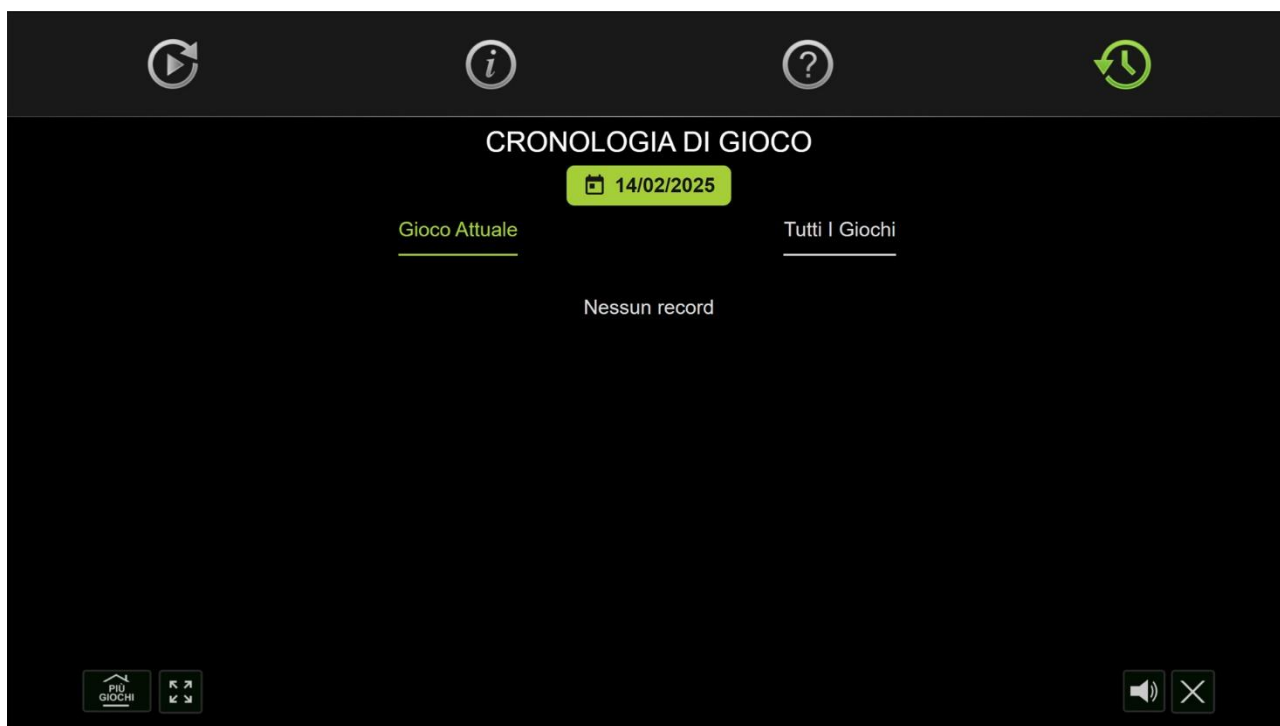 CRONOLOGIA DI GIOCO
14/02/2025
Gioco Attuale
Tutti I Giochi
Nessun record
PIÙ
GIOCHI